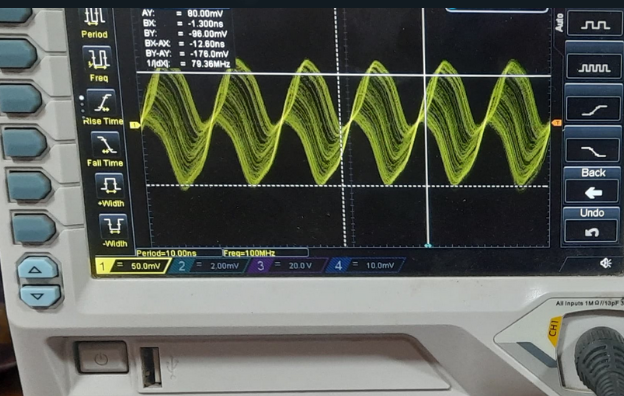 AY: = 80.00mV
BX: = -1.300ns
BY: = -96.00mV
BX-AX: = -12.60ns
BY-AY: = -176.0mV
1/|dX|: = 79.36MHz
Auto
Period
Freq
Rise Time
Fall Time
+Width
-Width
Back
Undo
Period=10.00ns Freq=100MHz
1 = 50.0mV 2 = 2.00mV 3 = 20.0 V 4 = 10.0mV
All Inputs 1MΩ//13pF
CH1